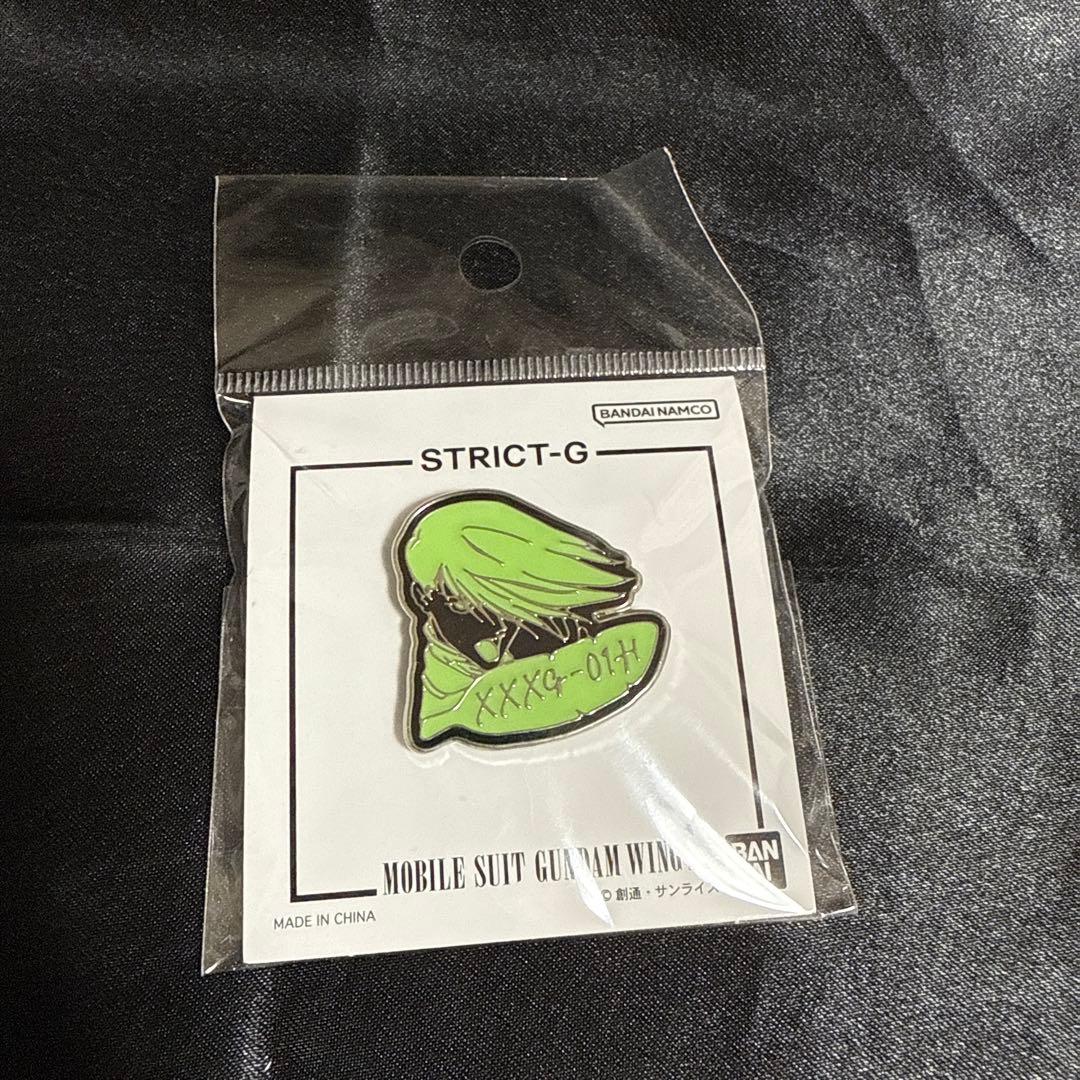 BANDAI NAMCO
STRICT-G
XXXG-01H
MOBILE SUIT GUNDAM WING
BAN
© 創通・サンライズ
MADE IN CHINA